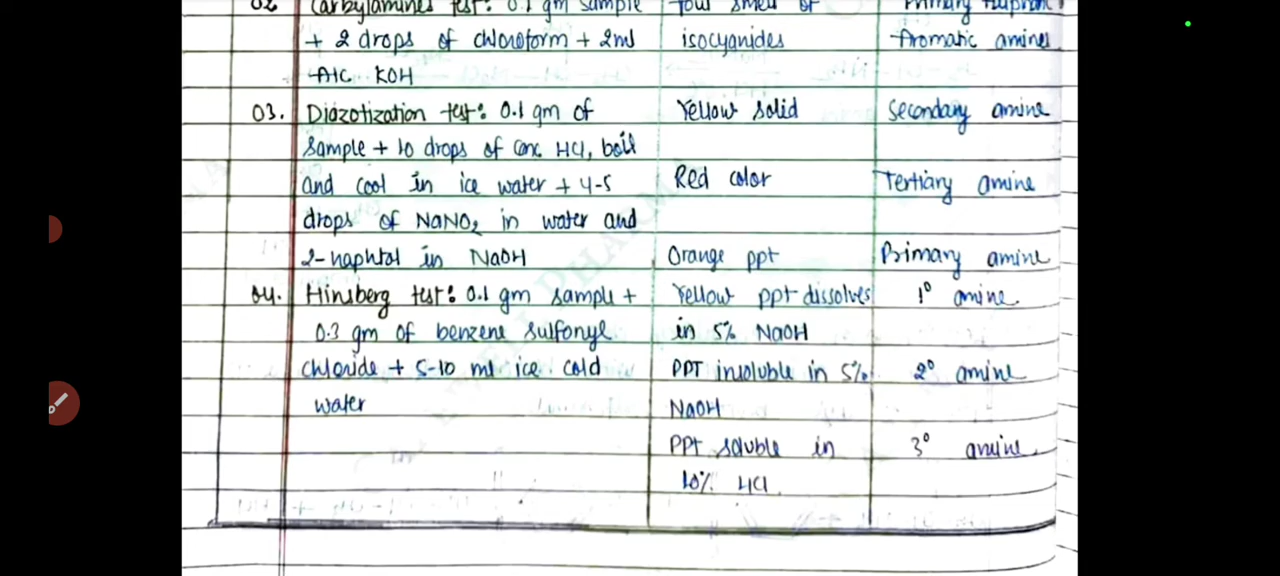 02. Carbylamines test: 0.1 gm sample
+ 2 drops of chloroform + 2ml
Alc KOH
foul smell of
isocyanides
Primary
Aromatic amines
03. Diazotization test: 0.1 gm of
sample + 10 drops of conc HCl, boil
and cool in ice water + 4-5
drops of NaNO2 in water and
2-naphtol in NaOH
Yellow solid
Secondary amine
Red color
Tertiary amine
Orange ppt
Primary amine
04. Hinsberg test: 0.1 gm sample +
0.3 gm of benzene sulfonyl
chloride + 5-10 ml ice cold
water
Yellow ppt dissolves
in 5% NaOH
1° amine.
PPT insoluble in 5%
NaOH
2° amine
PPT soluble in
10% HCl.
3° amine.